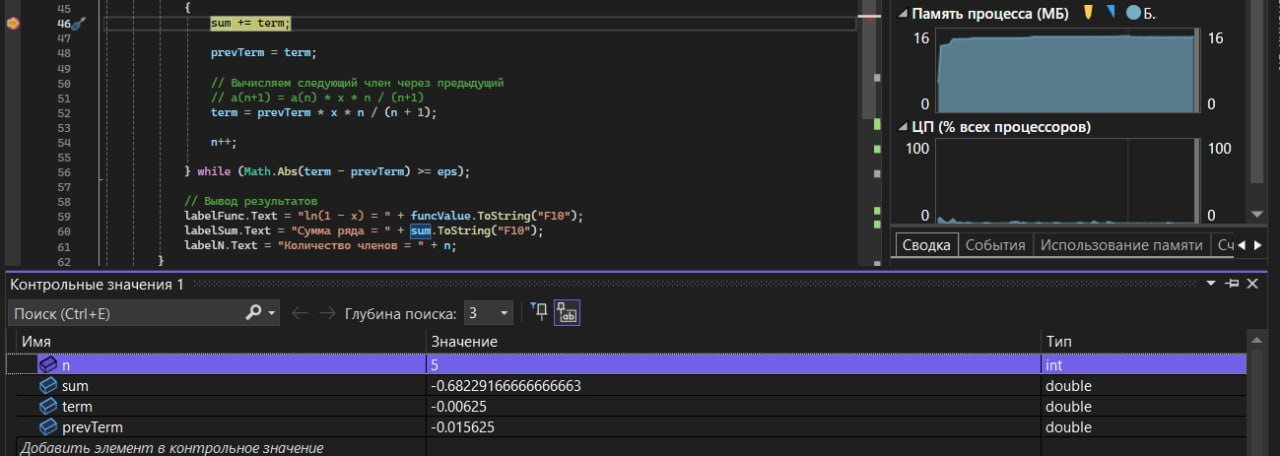 45 {
46 sum += term;
47
48 prevTerm = term;
49
50 // Вычисляем следующий член через предыдущий
51 // a(n+1) = a(n) * x * n / (n+1)
52 term = prevTerm * x * n / (n + 1);
53
54 n++;
55
56 } while (Math.Abs(term - prevTerm) >= eps);
57
58 // Вывод результатов
59 labelFunc.Text = "ln(1 - x) = " + funcValue.ToString("F10");
60 labelSum.Text = "Сумма ряда = " + sum.ToString("F10");
61 labelN.Text = "Количество членов = " + n;
62 }
Память процесса (МБ) Б..
16 16
0 0
ЦП (% всех процессоров)
100 100
0 0
Сводка События Использование памяти Сч
Контрольные значения 1
Поиск (Ctrl+E) Глубина поиска: 3
Имя Значение Тип
n 5 int
sum -0.68229166666666663 double
term -0.00625 double
prevTerm -0.015625 double
Добавить элемент в контрольное значение